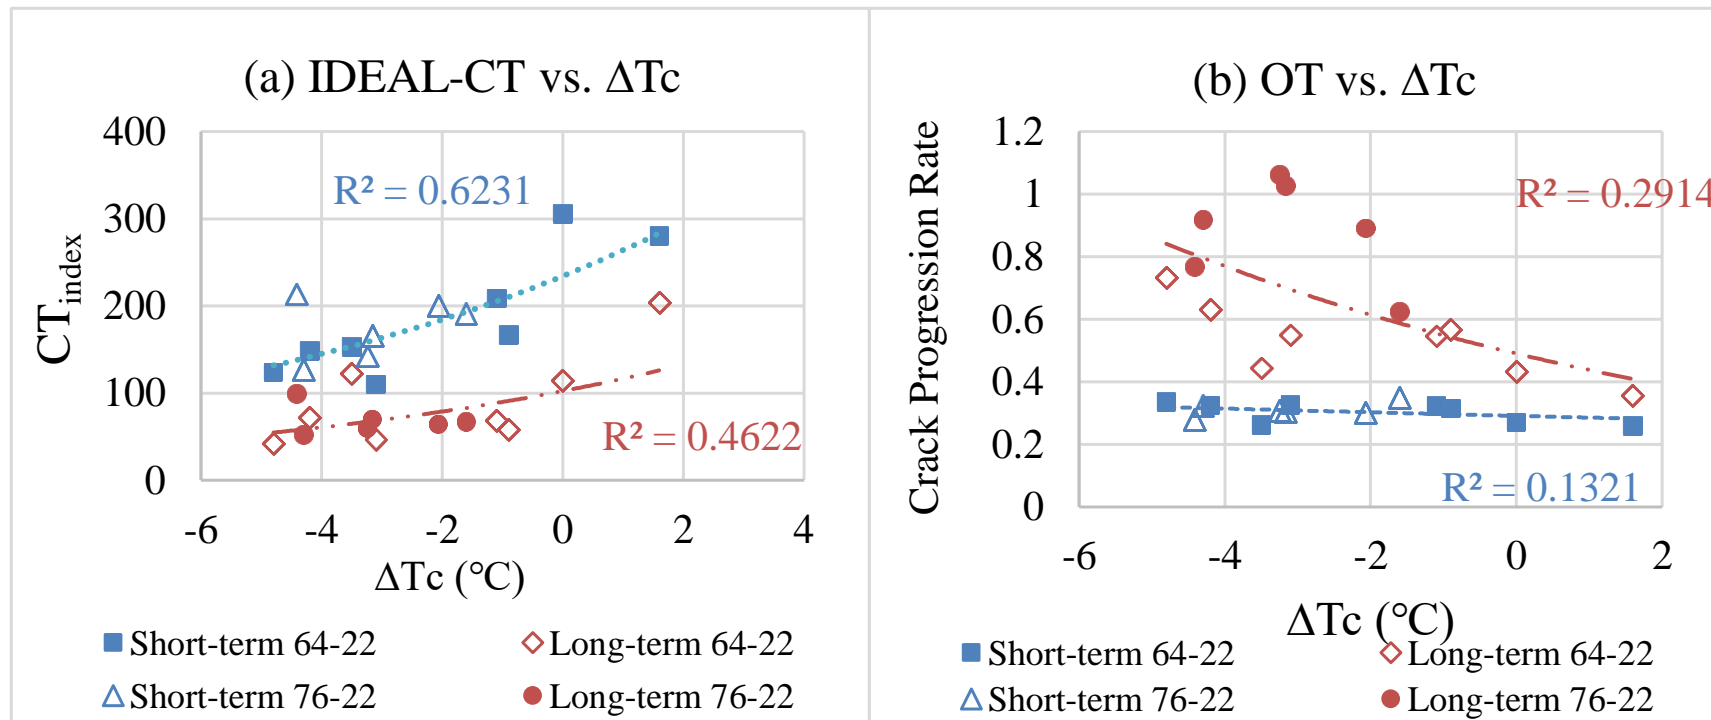 (a) IDEAL-CT vs. ΔTc
400
300
200
100
0
CTindex
R² = 0.6231
R² = 0.4622
-6 -4 -2 0 2 4
ΔTc (°C)
Short-term 64-22 Long-term 64-22
Short-term 76-22 Long-term 76-22
(b) OT vs. ΔTc
1.2
1
0.8
0.6
0.4
0.2
0
Crack Progression Rate
R² = 0.2914
R² = 0.1321
-6 -4 -2 0 2
ΔTc (°C)
Short-term 64-22 Long-term 64-22
Short-term 76-22 Long-term 76-22